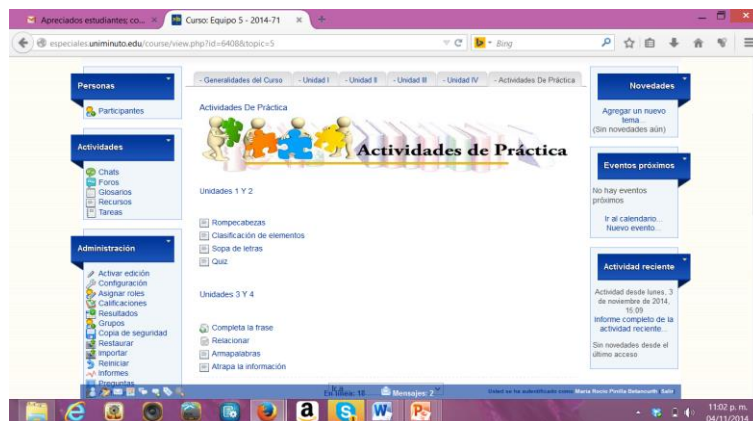 Apreciados estudiantes; co...
Curso: Equipo 5 - 2014-71
especiales.uniminuto.edu/course/view.php?id=6408&topic=5
Bing
Personas
Participantes
Actividades
Chats
Foros
Glosarios
Recursos
Tareas
Administración
Activar edición
Configuración
Asignar roles
Calificaciones
Resultados
Grupos
Copia de seguridad
Restaurar
Importar
Reiniciar
Informes
Preguntas
- Generalidades del Curso - Unidad I - Unidad II - Unidad III - Unidad IV - Actividades De Práctica
Actividades De Práctica
Actividades de Práctica
Unidades 1 Y 2
Rompecabezas
Clasificación de elementos
Sopa de letras
Quiz
Unidades 3 Y 4
Completa la frase
Relacionar
Armapalabras
Atrapa la información
Novedades
Agregar un nuevo
tema...
(Sin novedades aún)
Eventos próximos
No hay eventos
próximos
Ir al calendario...
Nuevo evento...
Actividad reciente
Actividad desde lunes, 3
de noviembre de 2014,
15:09
Informe completo de la
actividad reciente...
Sin novedades desde el
último acceso
En línea: 18
Mensajes: 2
Usted se ha autentificado como Maria Rocio Pinilla Betancourth Salir
11:02 p. m.
04/11/2014